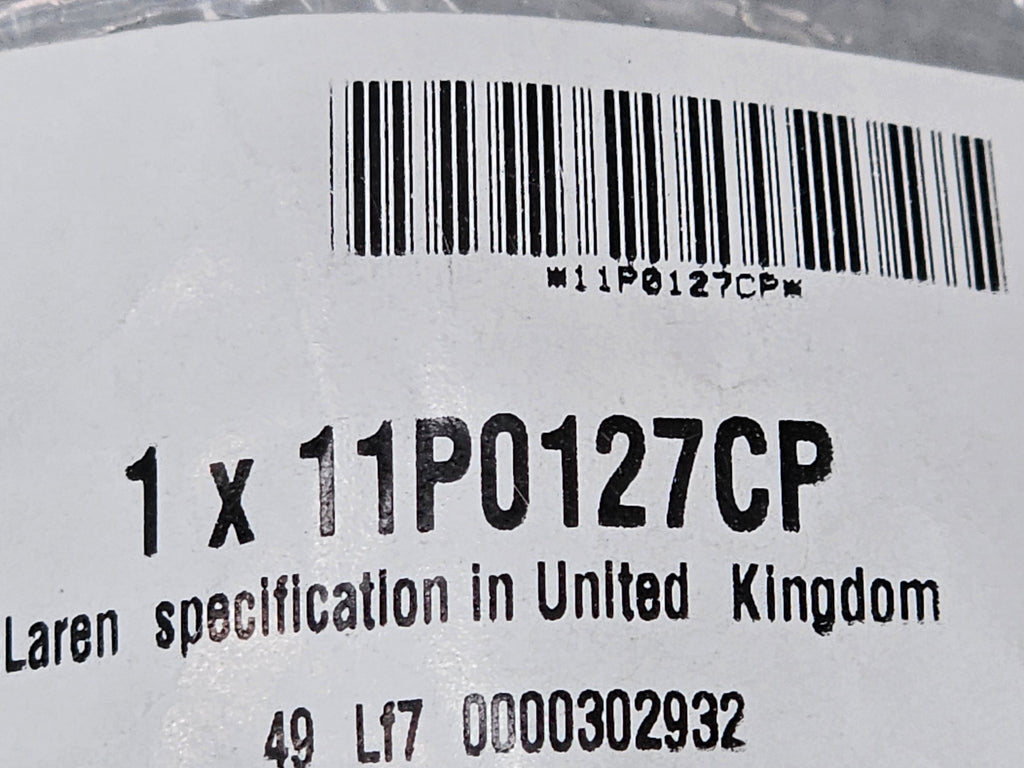 *11P0127CP*
1 x 11P0127CP
Laren specification in United Kingdom
49 Lf7 0000302932